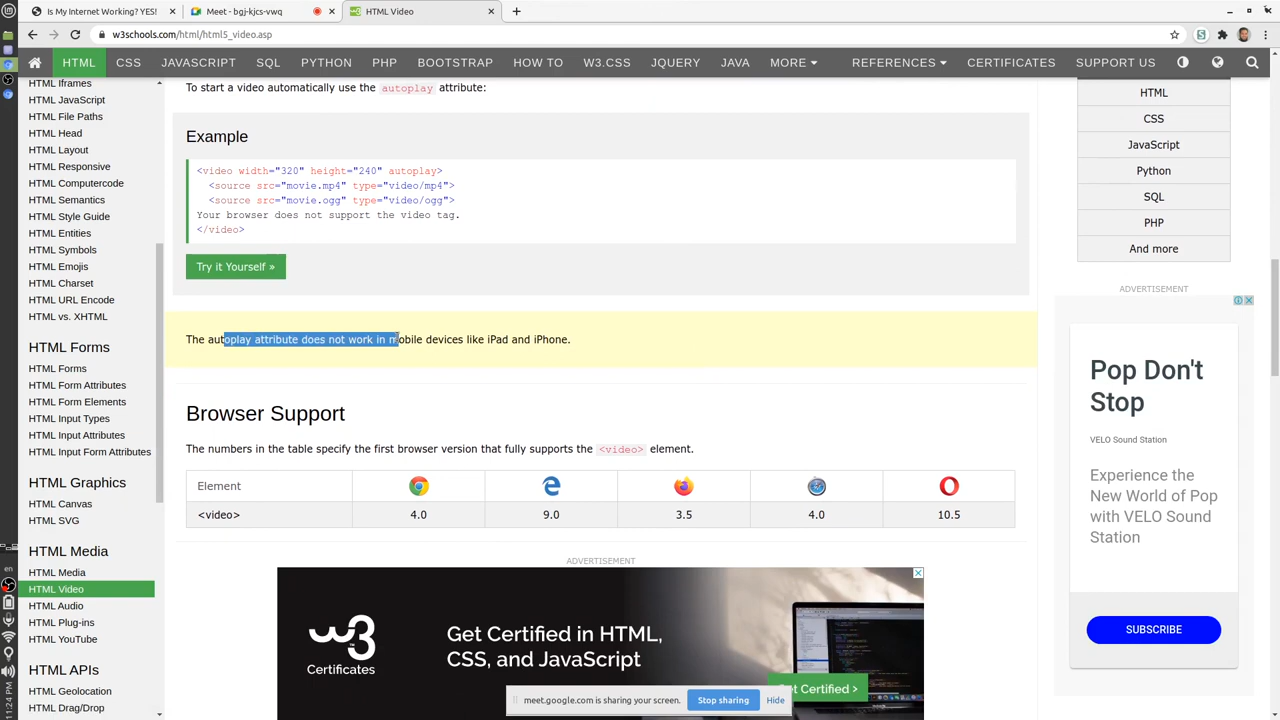 Is My Internet Working? YES!
Meet - bgj-kjcs-vwq
HTML Video
w3schools.com/html/html5_video.asp
HTML
CSS
JAVASCRIPT
SQL
PYTHON
PHP
BOOTSTRAP
HOW TO
W3.CSS
JQUERY
JAVA
MORE
REFERENCES
CERTIFICATES
SUPPORT US
HTML Iframes
HTML JavaScript
HTML File Paths
HTML Head
HTML Layout
HTML Responsive
HTML Computercode
HTML Semantics
HTML Style Guide
HTML Entities
HTML Symbols
HTML Emojis
HTML Charset
HTML URL Encode
HTML vs. XHTML
HTML Forms
HTML Forms
HTML Form Attributes
HTML Form Elements
HTML Input Types
HTML Input Attributes
HTML Input Form Attributes
HTML Graphics
HTML Canvas
HTML SVG
HTML Media
HTML Media
HTML Video
HTML Audio
HTML Plug-ins
HTML YouTube
HTML APIs
HTML Geolocation
HTML Drag/Drop
To start a video automatically use the autoplay attribute:
Example
<video width="320" height="240" autoplay>
<source src="movie.mp4" type="video/mp4">
<source src="movie.ogg" type="video/ogg">
Your browser does not support the video tag.
</video>
Try it Yourself »
The autoplay attribute does not work in mobile devices like iPad and iPhone.
Browser Support
The numbers in the table specify the first browser version that fully supports the <video> element.
Element
<video> 4.0 9.0 3.5 4.0 10.5
ADVERTISEMENT
w3
Certificates
Get Certified in HTML,
CSS, and JavaScript
Get Certified >
meet.google.com is sharing your screen.
Stop sharing
Hide
HTML
CSS
JavaScript
Python
SQL
PHP
And more
ADVERTISEMENT
Pop Don't
Stop
VELO Sound Station
Experience the
New World of Pop
with VELO Sound
Station
SUBSCRIBE
en